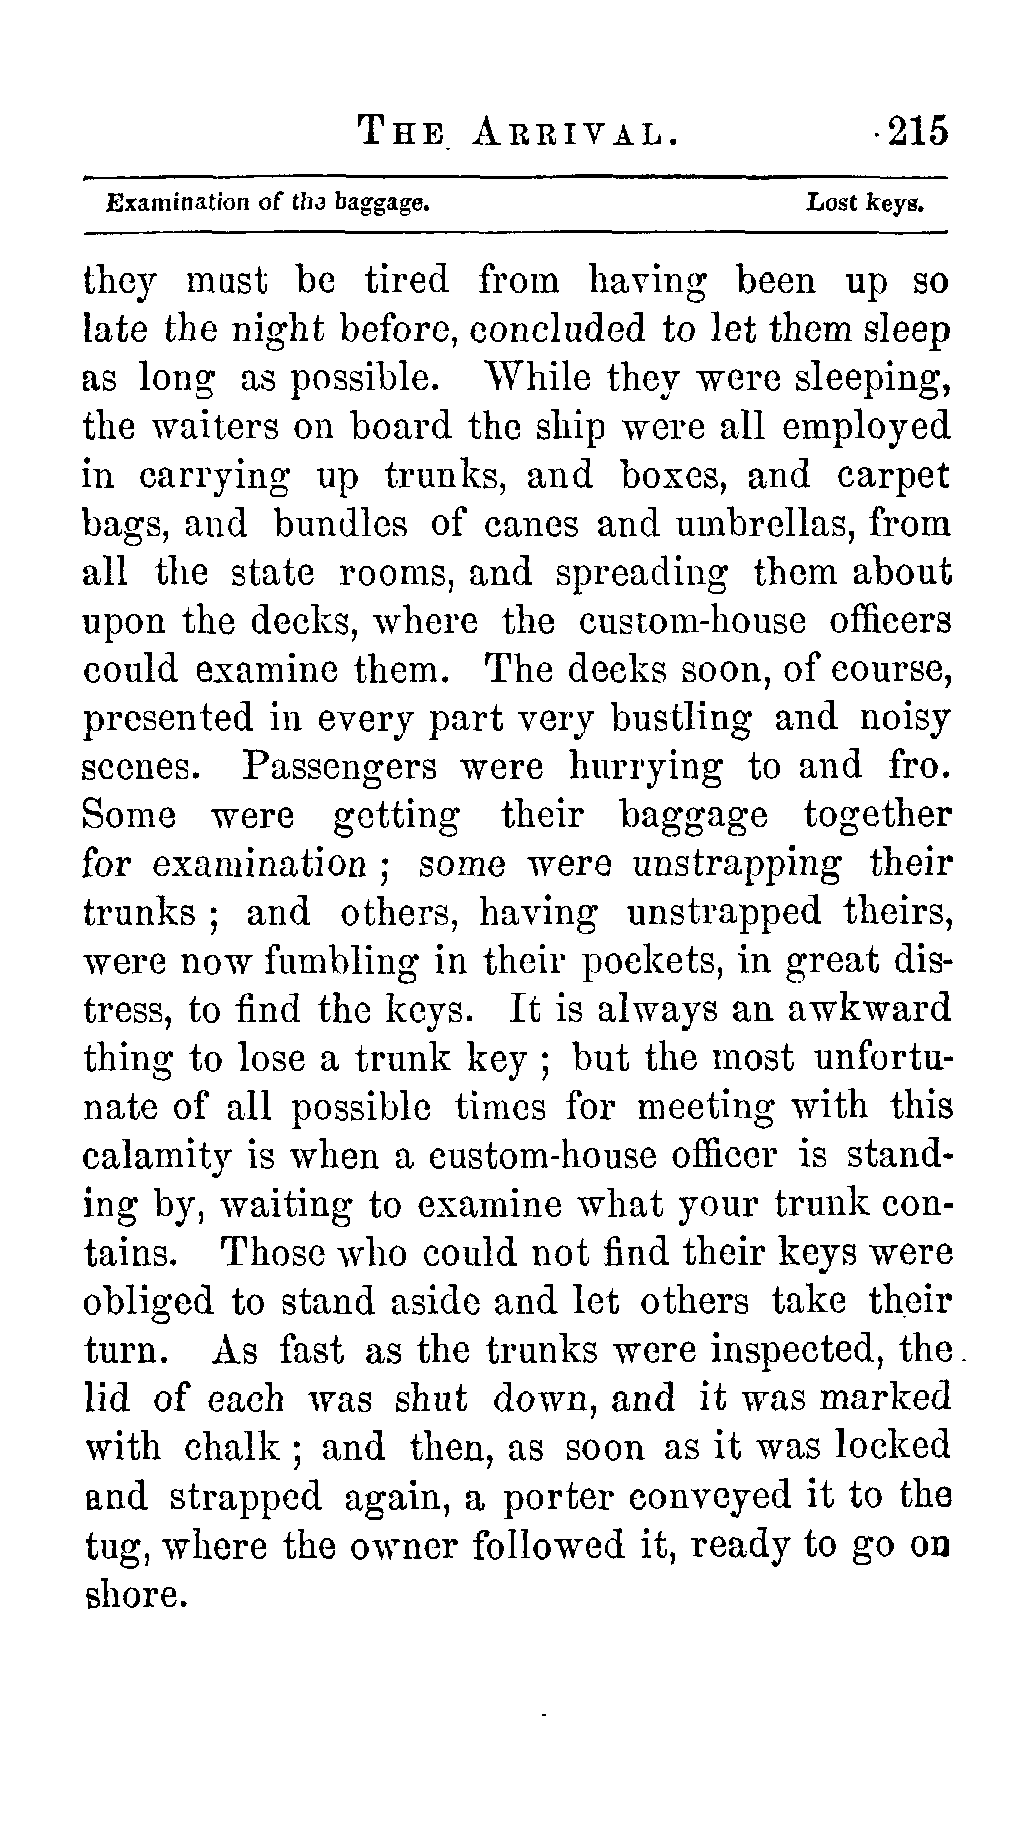 THE ARRIVAL. 215
Examination of the baggage. Lost keys.
they must be tired from having been up so
late the night before, concluded to let them sleep
as long as possible. While they were sleeping,
the waiters on board the ship were all employed
in carrying up trunks, and boxes, and carpet
bags, and bundles of canes and umbrellas, from
all the state rooms, and spreading them about
upon the decks, where the custom-house officers
could examine them. The decks soon, of course,
presented in every part very bustling and noisy
scenes. Passengers were hurrying to and fro.
Some were getting their baggage together
for examination ; some were unstrapping their
trunks ; and others, having unstrapped theirs,
were now fumbling in their pockets, in great dis-
tress, to find the keys. It is always an awkward
thing to lose a trunk key ; but the most unfortu-
nate of all possible times for meeting with this
calamity is when a custom-house officer is stand-
ing by, waiting to examine what your trunk con-
tains. Those who could not find their keys were
obliged to stand aside and let others take their
turn. As fast as the trunks were inspected, the
lid of each was shut down, and it was marked
with chalk ; and then, as soon as it was locked
and strapped again, a porter conveyed it to the
tug, where the owner followed it, ready to go on
shore.